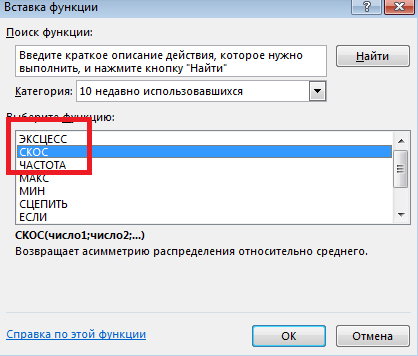 Вставка функции
Поиск функции:
Введите краткое описание действия, которое нужно
выполнить, и нажмите кнопку "Найти"
Найти
Категория: 10 недавно использовавшихся
Выберите функцию:
ЭКСЦЕСС
СКОС
ЧАСТОТА
МАКС
МИН
СЦЕПИТЬ
ЕСЛИ
СКОС(число1;число2;...)
Возвращает асимметрию распределения относительно среднего.
Справка по этой функции
ОК
Отмена